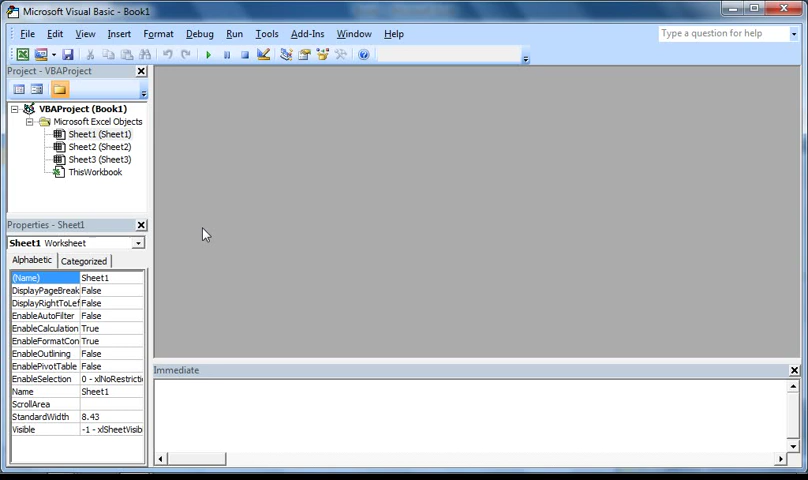 Microsoft Visual Basic - Book1
File Edit View Insert Format Debug Run Tools Add-Ins Window Help
Type a question for help
Project - VBAProject
VBAProject (Book1)
Microsoft Excel Objects
Sheet1 (Sheet1)
Sheet2 (Sheet2)
Sheet3 (Sheet3)
ThisWorkbook
Properties - Sheet1
Sheet1 Worksheet
Alphabetic Categorized
(Name) Sheet1
DisplayPageBreak False
DisplayRightToLef False
EnableAutoFilter False
EnableCalculation True
EnableFormatCon True
EnableOutlining False
EnablePivotTable False
EnableSelection 0 - xlNoRestricti
Name Sheet1
ScrollArea
StandardWidth 8.43
Visible -1 - xlSheetVisib
Immediate